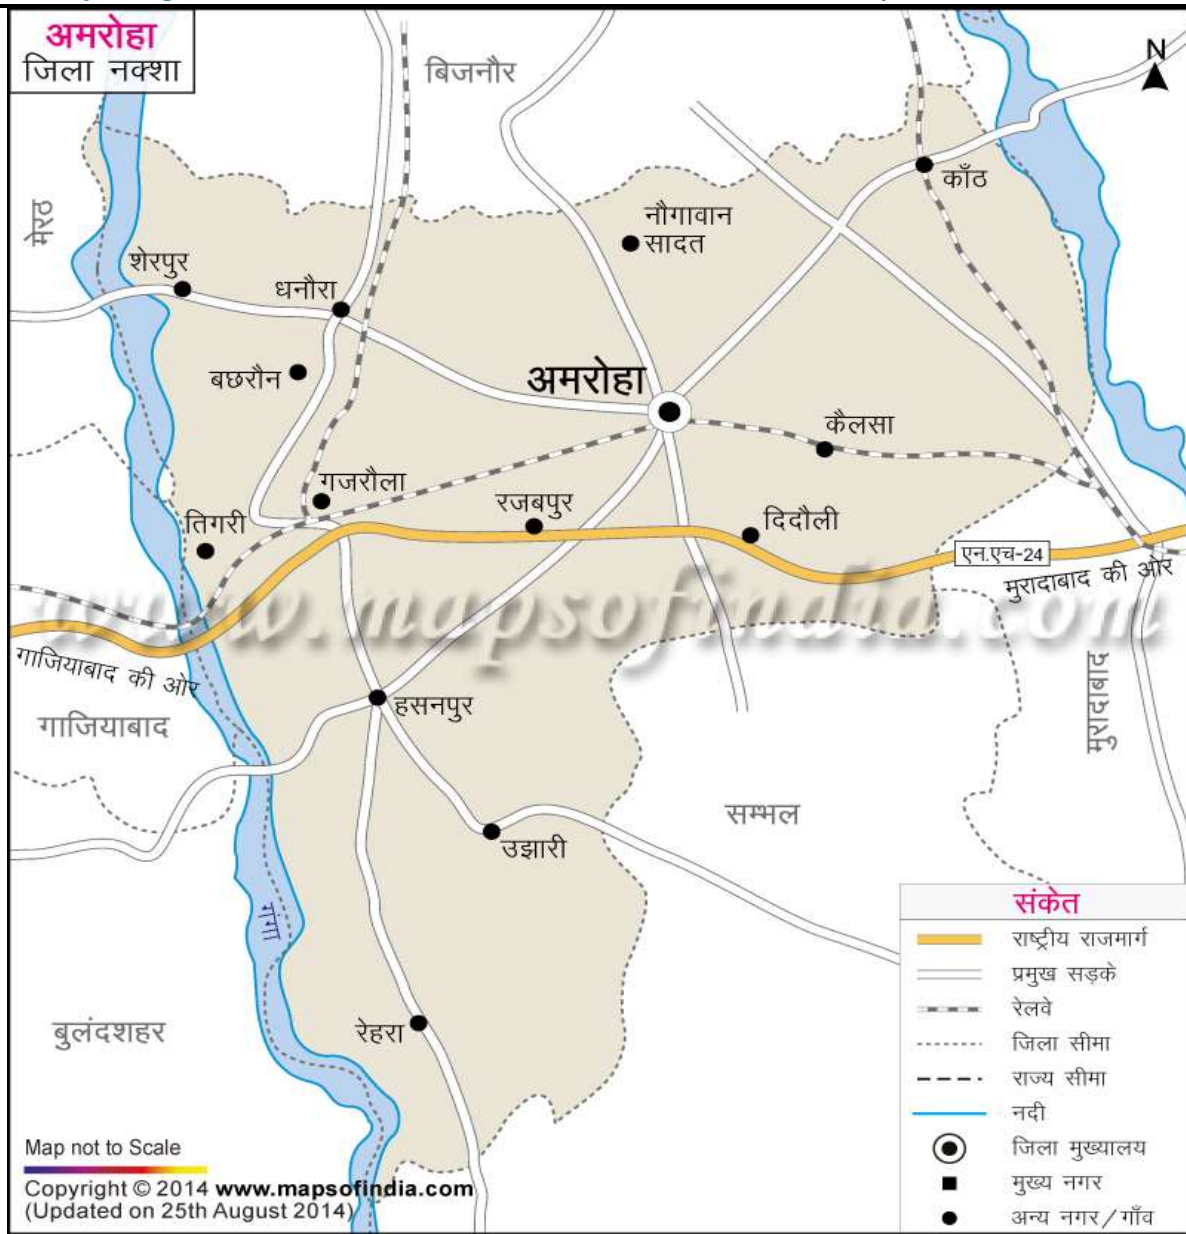 अमरोहा
जिला नक्शा
बिजनौर
N
काँठ
मेरठ
नौगावान
सादत
शेरपुर
धनौरा
बछरौन
अमरोहा
कैलसा
गजरौला
रजबपुर
तिगरी
दिदौली
एन.एच-24
मुरादाबाद की ओर
www.mapsofindia.com
गाजियाबाद की ओर
गाजियाबाद
हसनपुर
मुरादाबाद
सम्भल
उझारी
गंगा
बुलंदशहर
रेहरा
संकेत
राष्ट्रीय राजमार्ग
प्रमुख सड़के
रेलवे
जिला सीमा
राज्य सीमा
नदी
जिला मुख्यालय
मुख्य नगर
अन्य नगर/गाँव
Map not to Scale
Copyright © 2014 www.mapsofindia.com
(Updated on 25th August 2014)